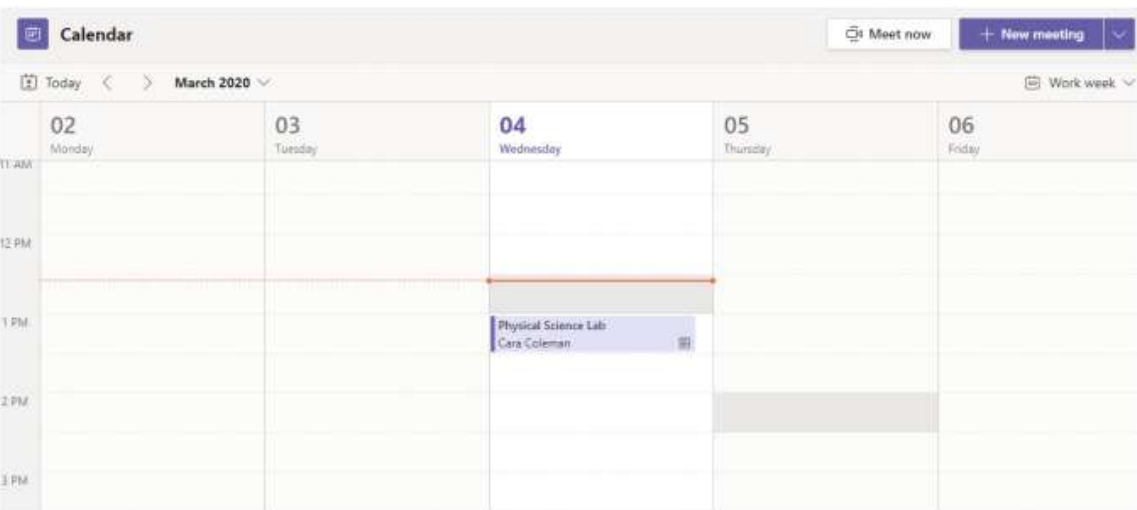 Calendar
Meet now
+ New meeting
Today
March 2020
Work week
02
Monday
03
Tuesday
04
Wednesday
05
Thursday
06
Friday
11 AM
12 PM
1 PM
Physical Science Lab
Cara Coleman
2 PM
3 PM